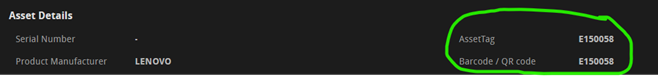 Asset Details
Serial Number - AssetTag E150058
Product Manufacturer LENOVO Barcode / QR code E150058